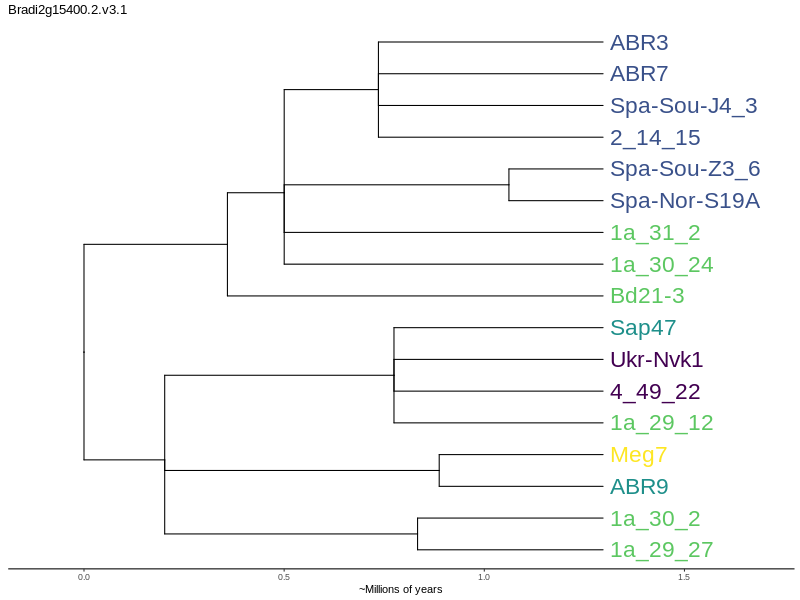 Bradi2g15400.2.v3.1
ABR3
ABR7
Spa-Sou-J4_3
2_14_15
Spa-Sou-Z3_6
Spa-Nor-S19A
1a_31_2
1a_30_24
Bd21-3
Sap47
Ukr-Nvk1
4_49_22
1a_29_12
Meg7
ABR9
1a_30_2
1a_29_27
0.0 0.5 1.0 1.5
~Millions of years